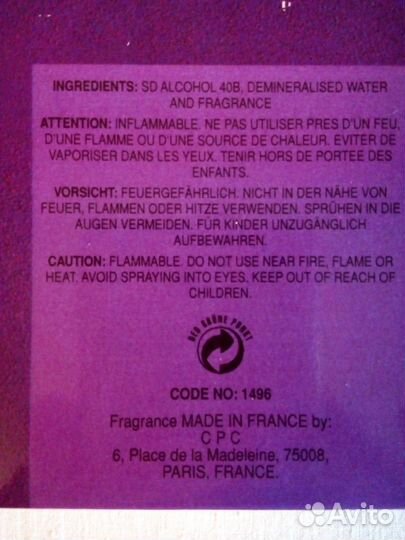 INGREDIENTS: SD ALCOHOL 40B, DEMINERALISED WATER
AND FRAGRANCE
ATTENTION: INFLAMMABLE. NE PAS UTILISER PRES D'UN FEU,
D'UNE FLAMME OU D'UNE SOURCE DE CHALEUR. EVITER DE
VAPORISER DANS LES YEUX. TENIR HORS DE PORTEE DES
ENFANTS.
VORSICHT: FEUERGEFÄHRLICH. NICHT IN DER NÄHE VON
FEUER, FLAMMEN ODER HITZE VERWENDEN. SPRÜHEN IN DIE
AUGEN VERMEIDEN. FÜR KINDER UNZUGÄNGLICH
AUFBEWAHREN.
CAUTION: FLAMMABLE. DO NOT USE NEAR FIRE, FLAME OR
HEAT. AVOID SPRAYING INTO EYES. KEEP OUT OF REACH OF
CHILDREN.
DER GRÜNE PUNKT
CODE NO: 1496
Fragrance MADE IN FRANCE by:
C P C
6, Place de la Madeleine, 75008,
PARIS, FRANCE.
Avito